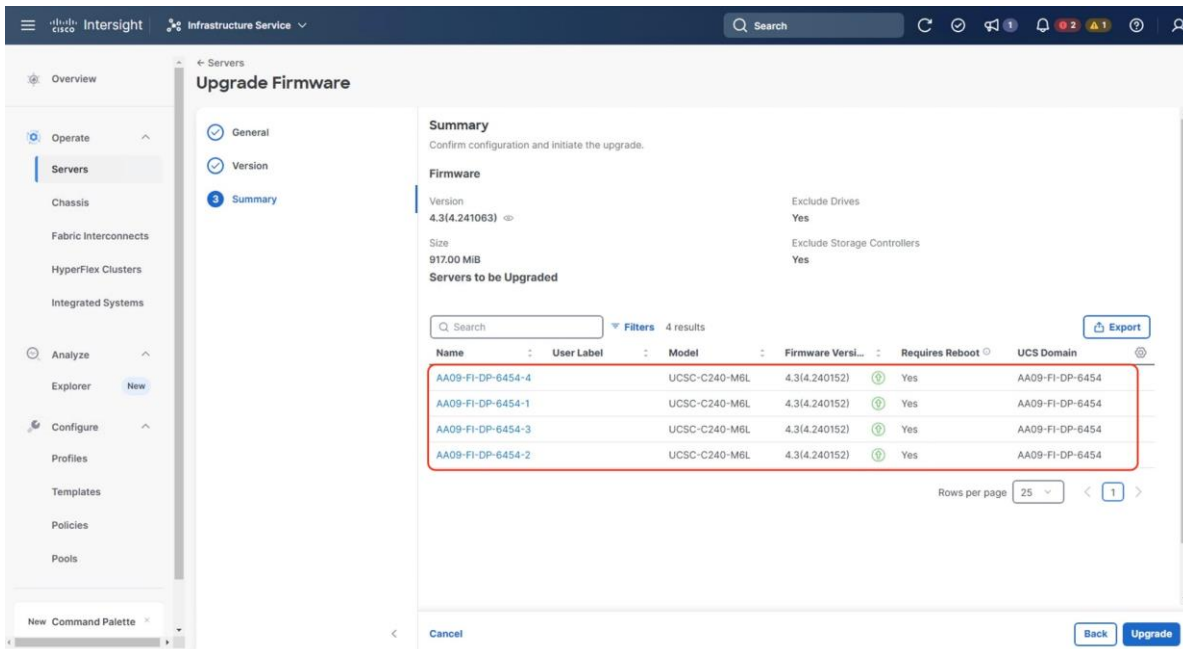 cisco Intersight Infrastructure Service Search 1 2 1
Overview
Operate
Servers
Chassis
Fabric Interconnects
HyperFlex Clusters
Integrated Systems
Analyze
Explorer New
Configure
Profiles
Templates
Policies
Pools
New Command Palette ×
← Servers
Upgrade Firmware
General
Version
3 Summary
Summary
Confirm configuration and initiate the upgrade.
Firmware
Version
4.3(4.241063)
Exclude Drives
Yes
Size
917.00 MiB
Exclude Storage Controllers
Yes
Servers to be Upgraded
Search Filters 4 results Export
Name User Label Model Firmware Versi... Requires Reboot UCS Domain
AA09-FI-DP-6454-4 UCSC-C240-M6L 4.3(4.240152) Yes AA09-FI-DP-6454
AA09-FI-DP-6454-1 UCSC-C240-M6L 4.3(4.240152) Yes AA09-FI-DP-6454
AA09-FI-DP-6454-3 UCSC-C240-M6L 4.3(4.240152) Yes AA09-FI-DP-6454
AA09-FI-DP-6454-2 UCSC-C240-M6L 4.3(4.240152) Yes AA09-FI-DP-6454
Rows per page 25 < 1 >
< Cancel Back Upgrade